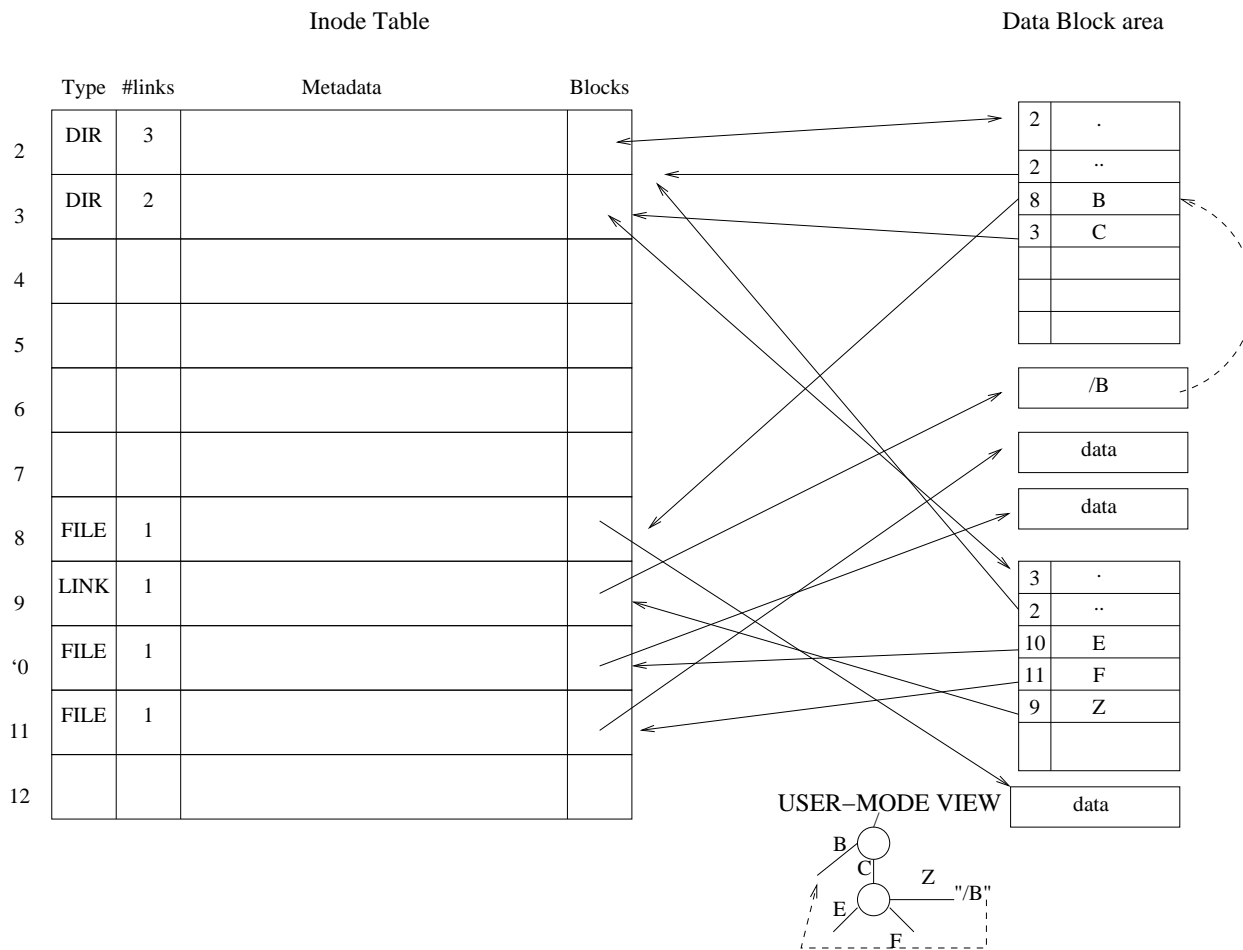 Inode Table
Data Block area
Type #links Metadata Blocks
2 DIR 3
3 DIR 2
4
5
6
7
8 FILE 1
9 LINK 1
‘0 FILE 1
11 FILE 1
12
2 .
2 ..
8 B
3 C
/B
data
data
3 .
2 ..
10 E
11 F
9 Z
data
USER–MODE VIEW
B
C
Z
"/B"
E
F